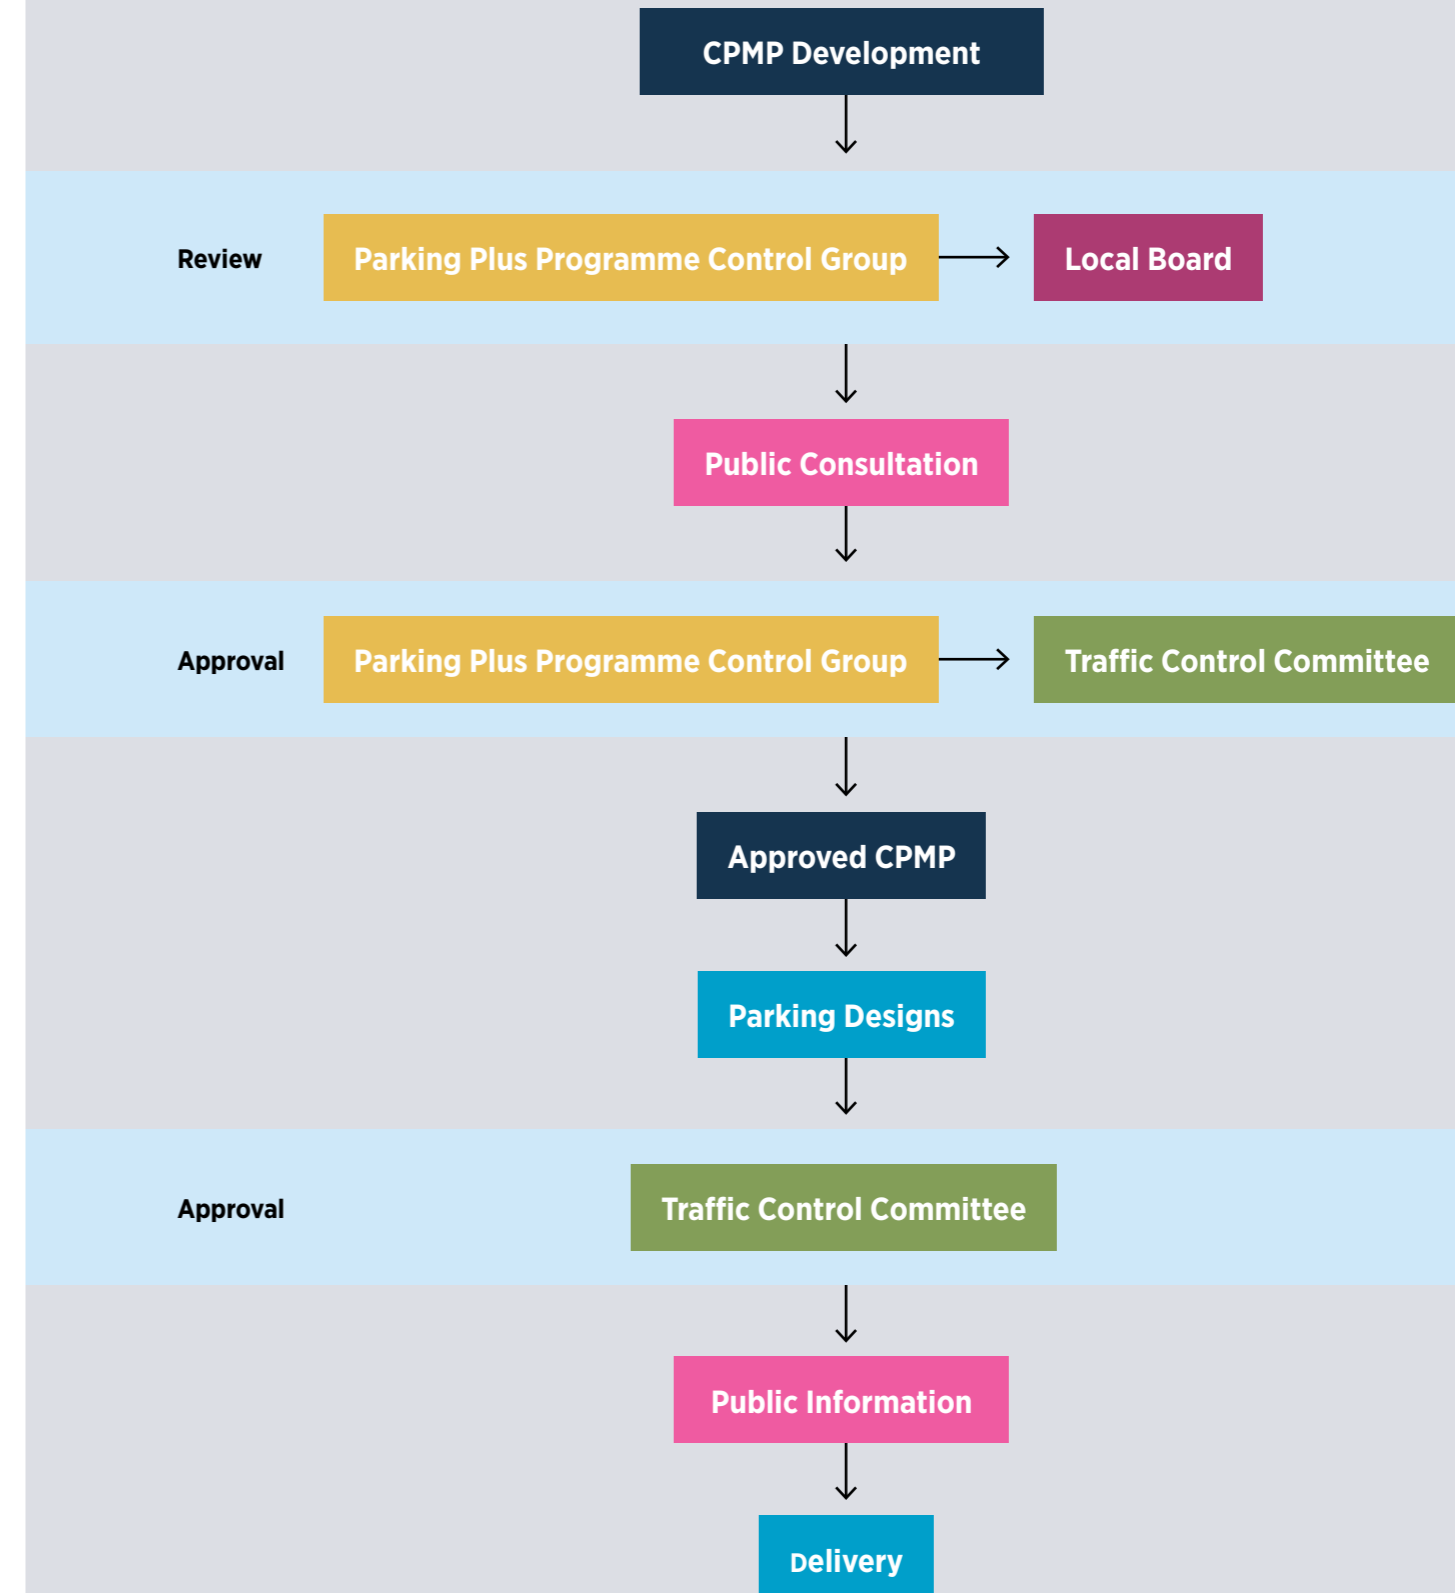 CPMP Development
Review
Parking Plus Programme Control Group
Local Board
Public Consultation
Approval
Parking Plus Programme Control Group
Traffic Control Committee
Approved CPMP
Parking Designs
Approval
Traffic Control Committee
Public Information
Delivery